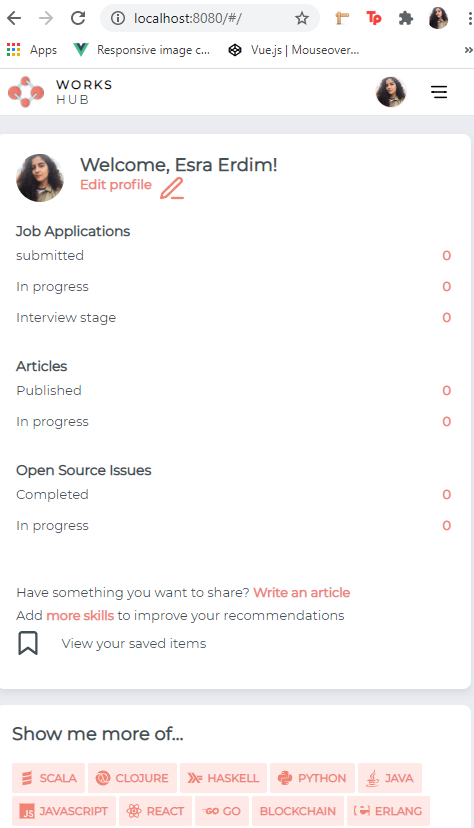 localhost:8080/#/
Apps
Responsive image c...
Vue.js | Mouseover...
»
WORKS
HUB
Welcome, Esra Erdim!
Edit profile
Job Applications
submitted 0
In progress 0
Interview stage 0
Articles
Published 0
In progress 0
Open Source Issues
Completed 0
In progress 0
Have something you want to share? Write an article
Add more skills to improve your recommendations
View your saved items
Show me more of...
SCALA CLOJURE HASKELL PYTHON JAVA
JS JAVASCRIPT REACT GO GO BLOCKCHAIN ERLANG